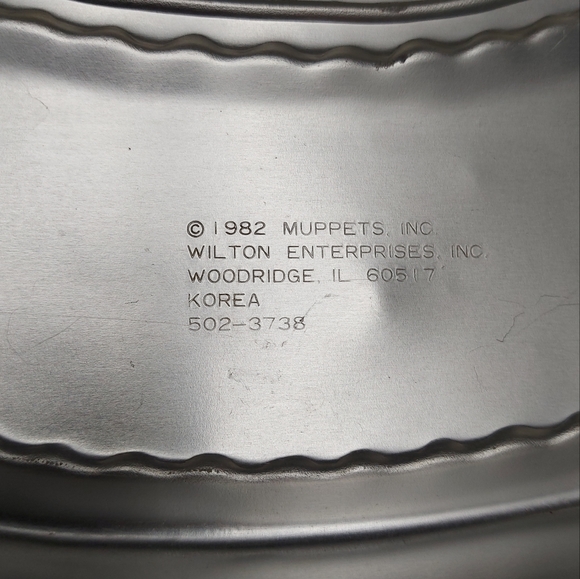 © 1982 MUPPETS, INC.
WILTON ENTERPRISES, INC.
WOODRIDGE, IL 60517
KOREA
502-3738